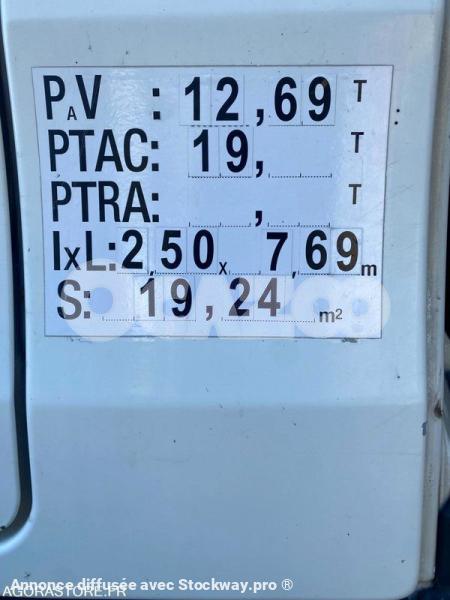 PAV : 12,69 T
PTAC: 19, T
PTRA: , T
IxL: 2,50 x 7,69 m
S: 19,24 m²
Annonce diffusée avec Stockway.pro ®
AGORASTORE.FR